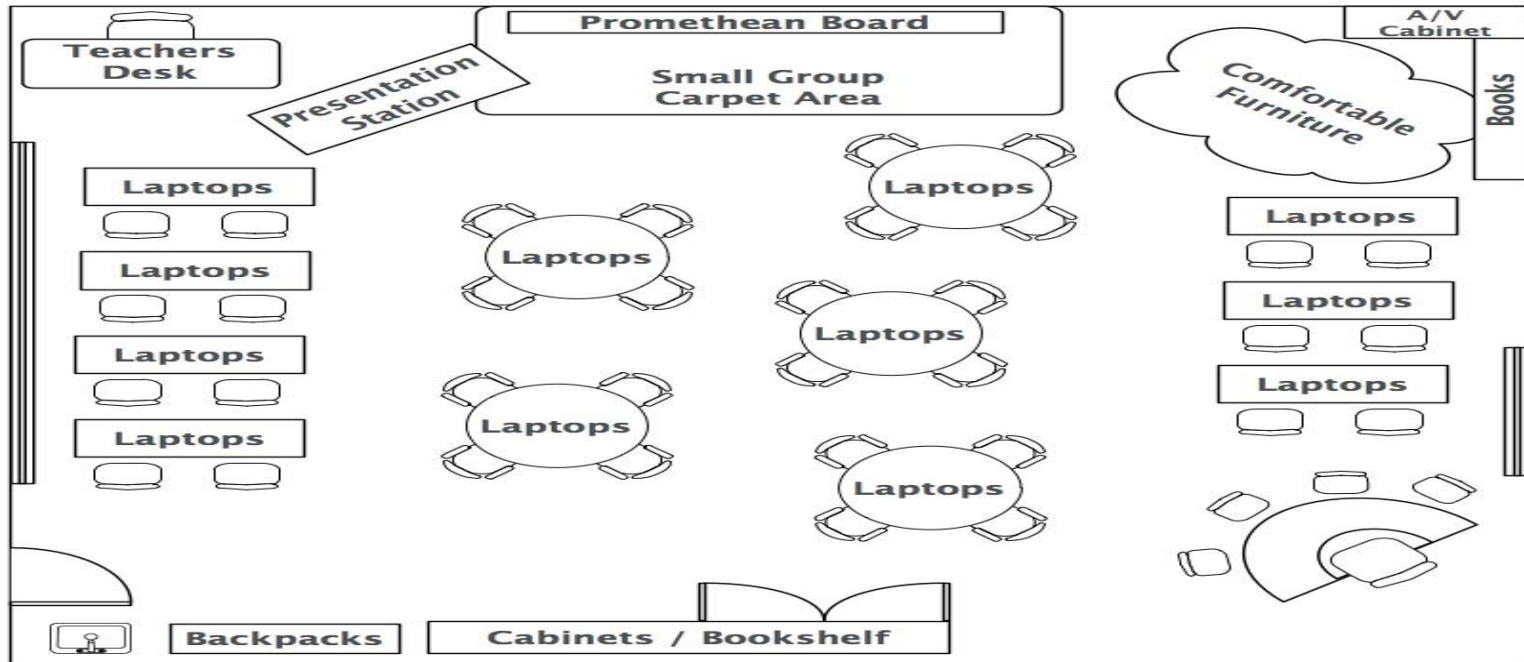 Promethean Board
A/V
Cabinet
Teachers
Desk
Presentation
Station
Small Group
Carpet Area
Comfortable
Furniture
Books
Laptops
Laptops
Laptops
Laptops
Laptops
Laptops
Laptops
Laptops
Laptops
Laptops
Laptops
Laptops
Backpacks
Cabinets / Bookshelf